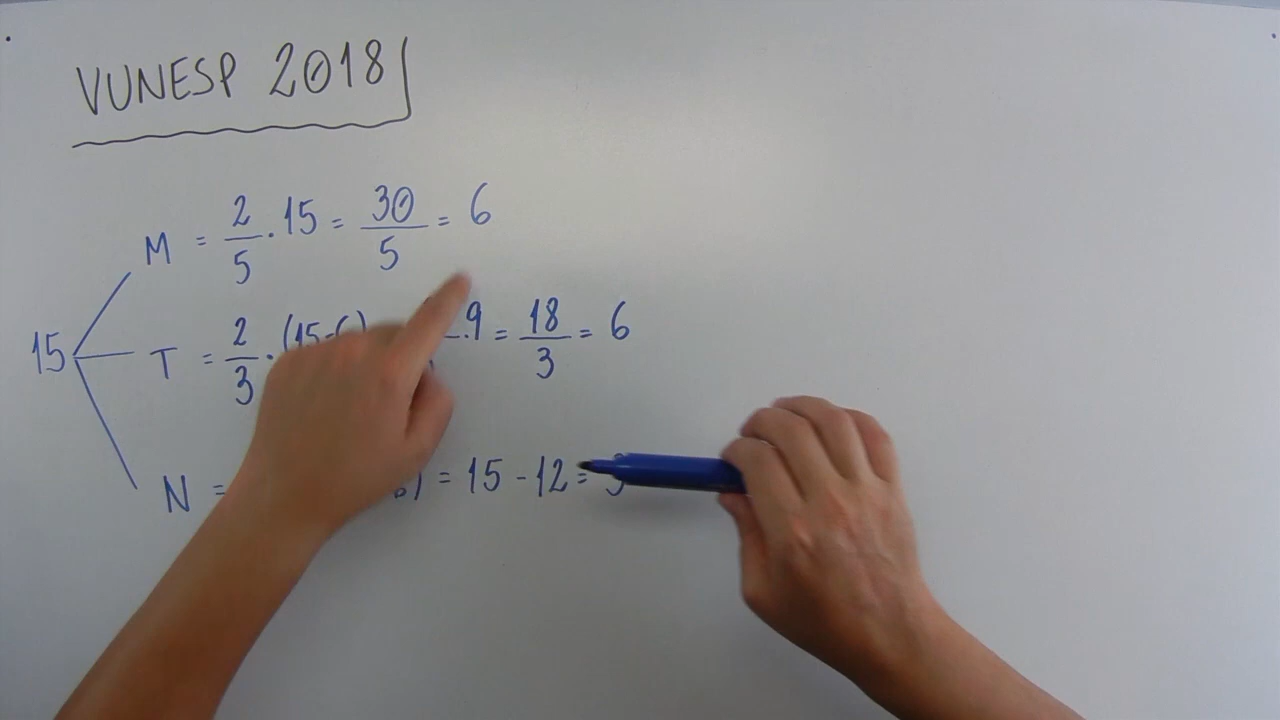 VUNESP 2018
M = 2/5 . 15 = 30/5 = 6
15
T = 2/3 . (15-6) .9 = 18/3 = 6
N = ) = 15 - 12 = 3